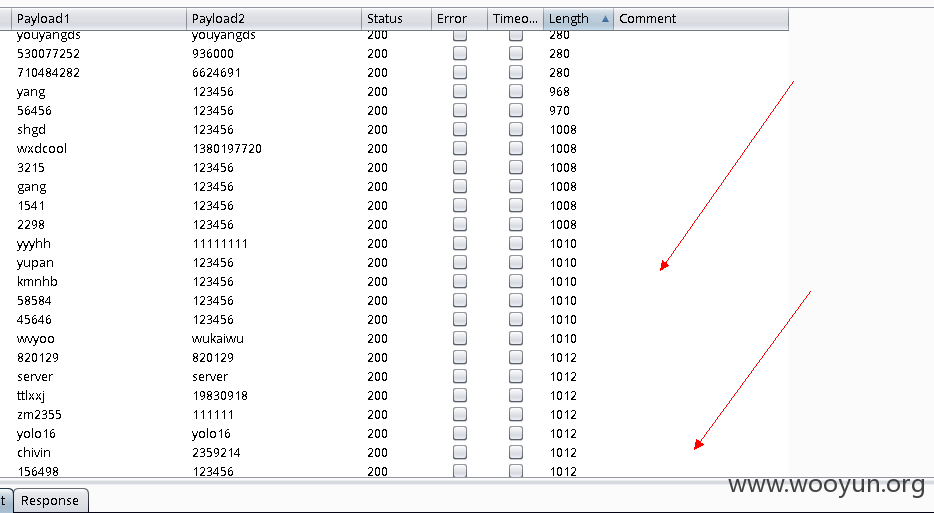 Payload1 Payload2 Status Error Timeo... Length Comment
youyangds youyangds 200 280
530077252 936000 200 280
710484282 6624691 200 280
yang 123456 200 968
56456 123456 200 970
shgd 123456 200 1008
wxdcool 1380197720 200 1008
3215 123456 200 1008
gang 123456 200 1008
1541 123456 200 1008
2298 123456 200 1008
yyyhh 11111111 200 1010
yupan 123456 200 1010
kmnhb 123456 200 1010
58584 123456 200 1010
45646 123456 200 1010
wvyoo wukaiwu 200 1010
820129 820129 200 1012
server server 200 1012
ttlxxj 19830918 200 1012
zm2355 111111 200 1012
yolo16 yolo16 200 1012
chivin 2359214 200 1012
156498 123456 200 1012
www.wooyun.org
t Response